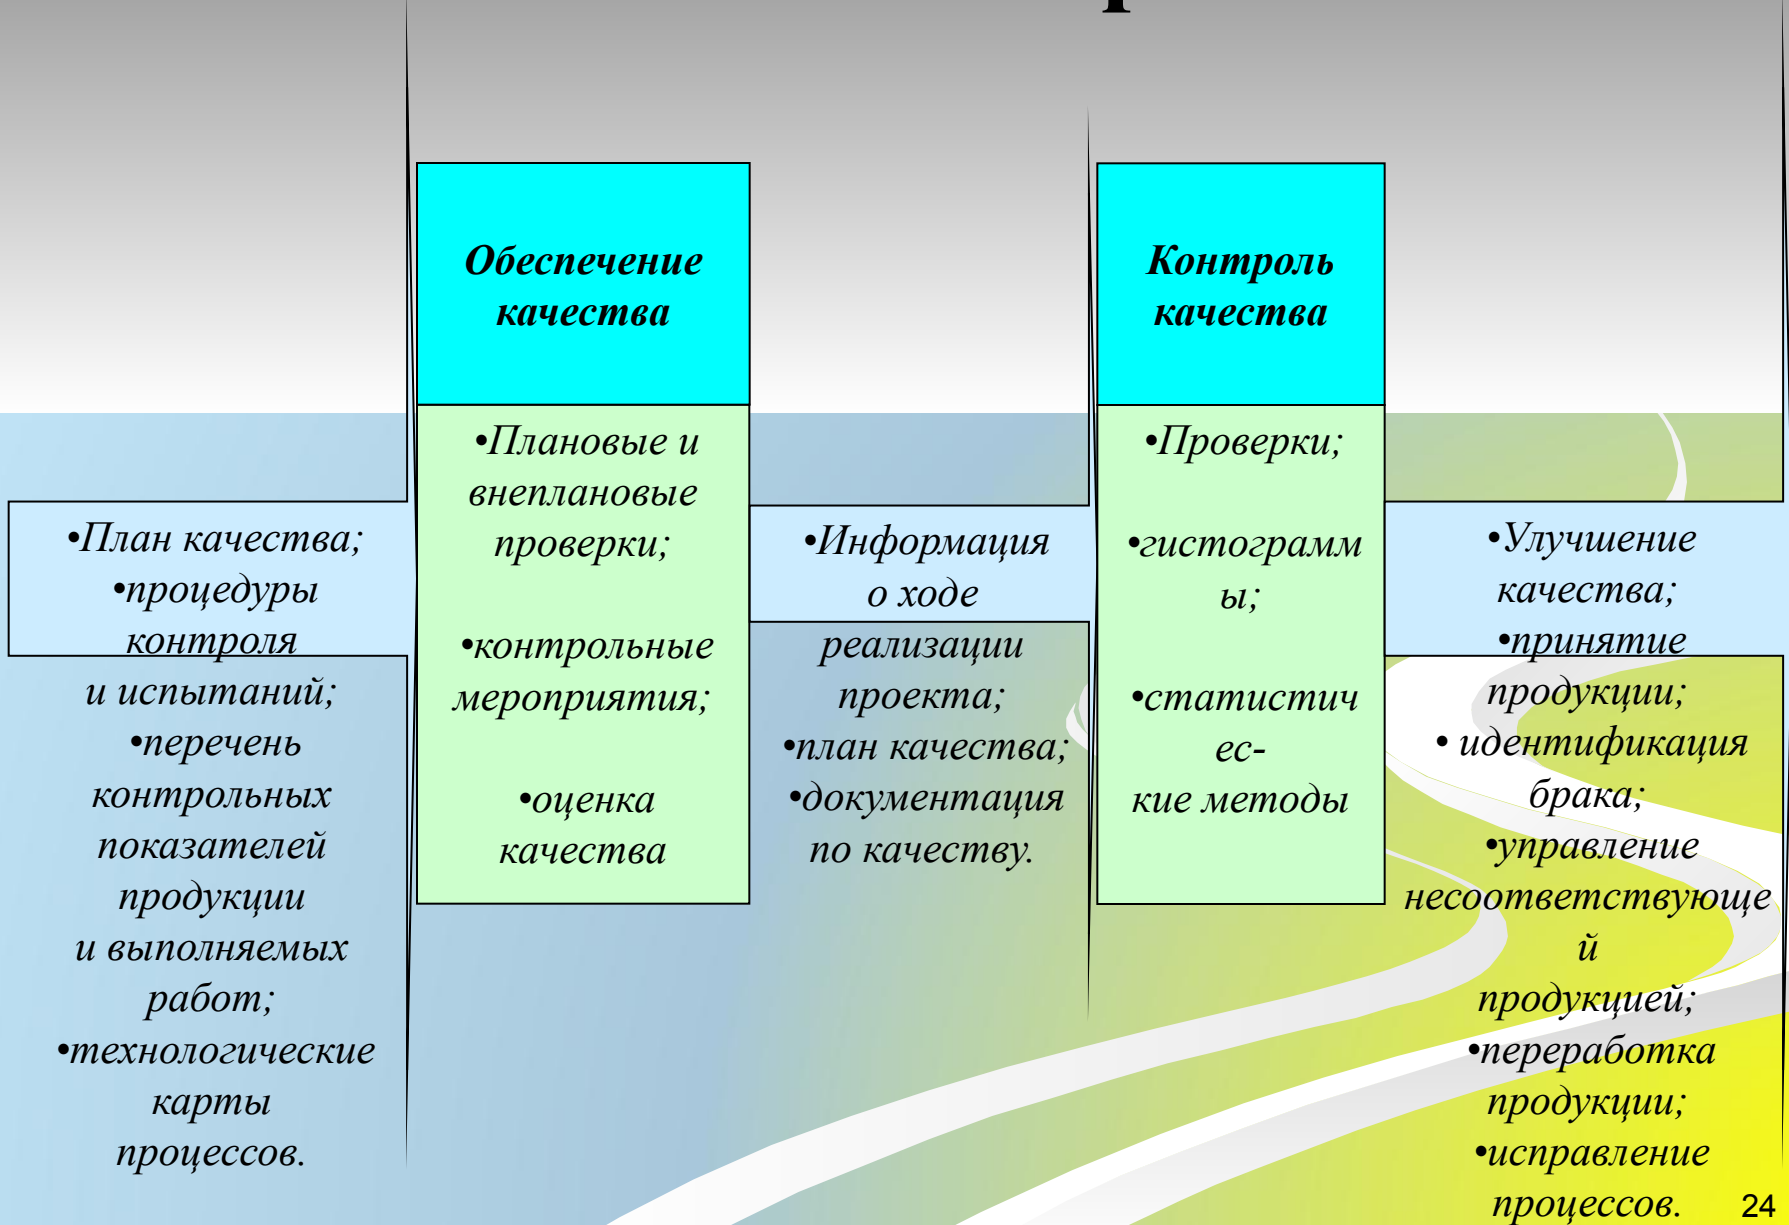 •План качества;
•процедуры
контроля
и испытаний;
•перечень
контрольных
показателей
продукции
и выполняемых
работ;
•технологические
карты
процессов.
Обеспечение
качества
•Плановые и
внеплановые
проверки;
•контрольные
мероприятия;
•оценка
качества
•Информация
о ходе
реализации
проекта;
•план качества;
•документация
по качеству.
Контроль
качества
•Проверки;
•гистограмм
ы;
•статистич
ес-
кие методы
•Улучшение
качества;
•принятие
продукции;
• идентификация
брака;
•управление
несоответствующе
й
продукцией;
•переработка
продукции;
•исправление
процессов.
24